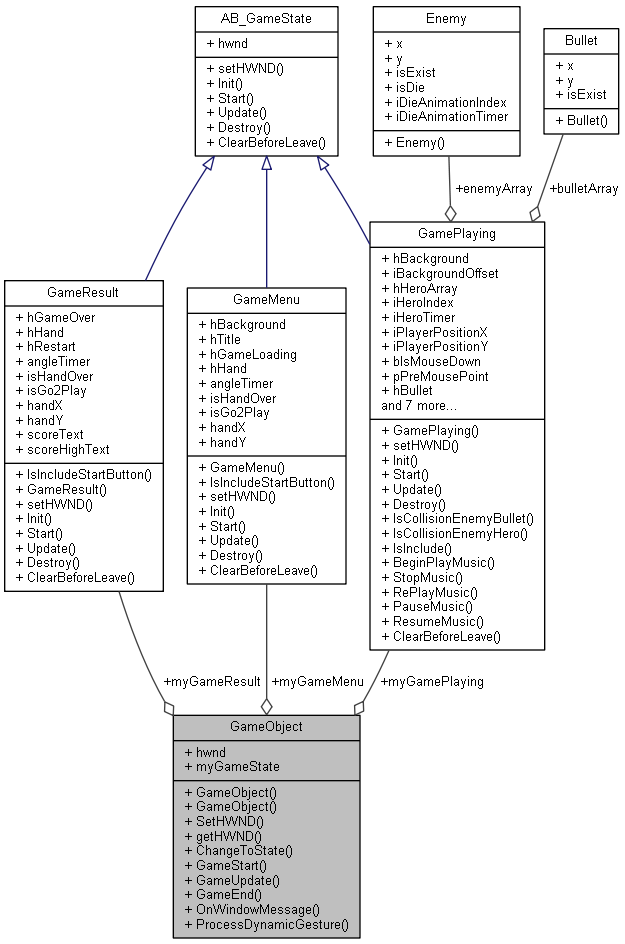 AB_GameState
+ hwnd
+ setHWND()
+ Init()
+ Start()
+ Update()
+ Destroy()
+ ClearBeforeLeave()
Enemy
+ x
+ y
+ isExist
+ isDie
+ iDieAnimationIndex
+ iDieAnimationTimer
+ Enemy()
Bullet
+ x
+ y
+ isExist
+ Bullet()
+enemyArray
+bulletArray
GameResult
+ hGameOver
+ hHand
+ hRestart
+ angleTimer
+ isHandOver
+ isGo2Play
+ handX
+ handY
+ scoreText
+ scoreHighText
+ IsIncludeStartButton()
+ GameResult()
+ setHWND()
+ Init()
+ Start()
+ Update()
+ Destroy()
+ ClearBeforeLeave()
GameMenu
+ hBackground
+ hTitle
+ hGameLoading
+ hHand
+ angleTimer
+ isHandOver
+ isGo2Play
+ handX
+ handY
+ GameMenu()
+ IsIncludeStartButton()
+ setHWND()
+ Init()
+ Start()
+ Update()
+ Destroy()
+ ClearBeforeLeave()
GamePlaying
+ hBackground
+ iBackgroundOffset
+ hHeroArray
+ iHeroIndex
+ iHeroTimer
+ iPlayerPositionX
+ iPlayerPositionY
+ bIsMouseDown
+ pPreMousePoint
+ hBullet
and 7 more...
+ GamePlaying()
+ setHWND()
+ Init()
+ Start()
+ Update()
+ Destroy()
+ IsCollisionEnemyBullet()
+ IsCollisionEnemyHero()
+ IsInclude()
+ BeginPlayMusic()
+ StopMusic()
+ RePlayMusic()
+ PauseMusic()
+ ResumeMusic()
+ ClearBeforeLeave()
+myGameResult
+myGameMenu
+myGamePlaying
GameObject
+ hwnd
+ myGameState
+ GameObject()
+ GameObject()
+ SetHWND()
+ getHWND()
+ ChangeToState()
+ GameStart()
+ GameUpdate()
+ GameEnd()
+ OnWindowMessage()
+ ProcessDynamicGesture()